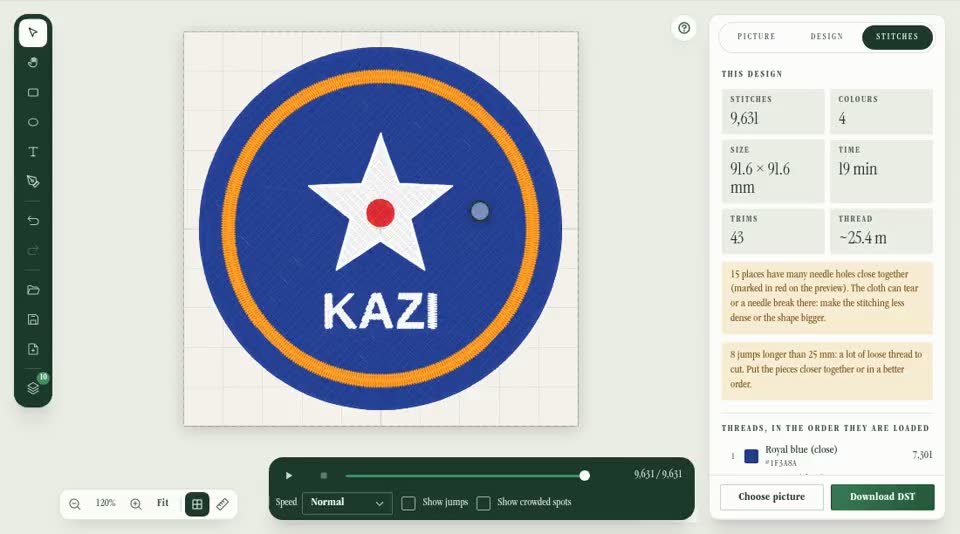 PICTURE DESIGN STITCHES
THIS DESIGN
STITCHES
9,631
COLOURS
4
SIZE
91.6 × 91.6
mm
TIME
19 min
TRIMS
43
THREAD
~25.4 m
15 places have many needle holes close together
(marked in red on the preview). The cloth can tear
or a needle break there: make the stitching less
dense or the shape bigger.
8 jumps longer than 25 mm: a lot of loose thread to
cut. Put the pieces closer together or in a better
order.
THREADS, IN THE ORDER THEY ARE LOADED
1 Royal blue (close) 7,301
#1F3A8A
Choose picture Download DST
KAZI
10
9,631 / 9,631
Speed Normal Show jumps Show crowded spots
120% Fit